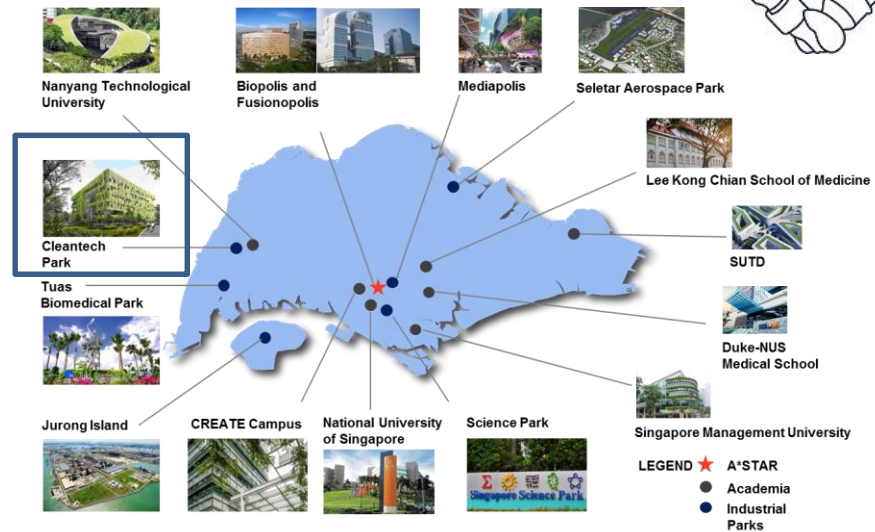 Nanyang Technological
University
Biopolis and
Fusionopolis
Mediapolis
Seletar Aerospace Park
Lee Kong Chian School of Medicine
Cleantech
Park
SUTD
Tuas
Biomedical Park
Duke-NUS
Medical School
Jurong Island
CREATE Campus
National University
of Singapore
Science Park
Singapore Science Park
Singapore Management University
LEGEND
A*STAR
Academia
Industrial
Parks